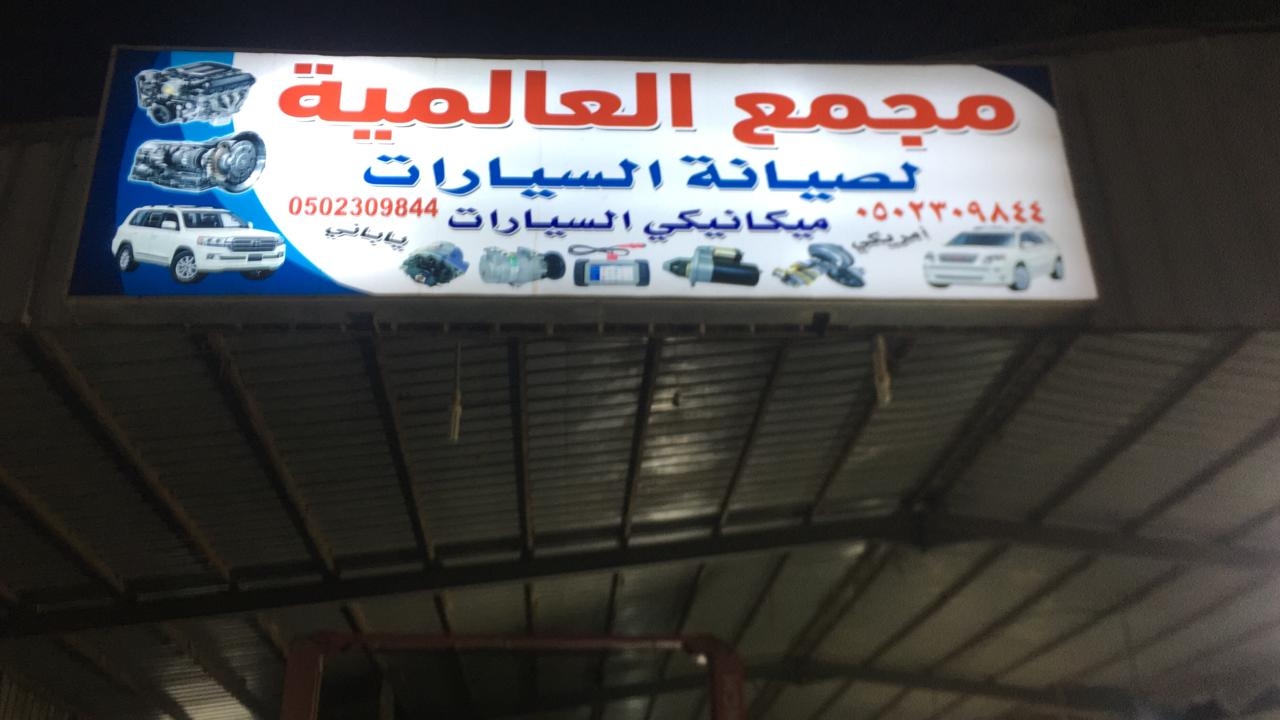 مجمع العالمية
لصيانة السيارات
٠٥٠٢٣٠٩٨٤٤ ميكانيكي السيارات 0502309844
أمريكي ياباني